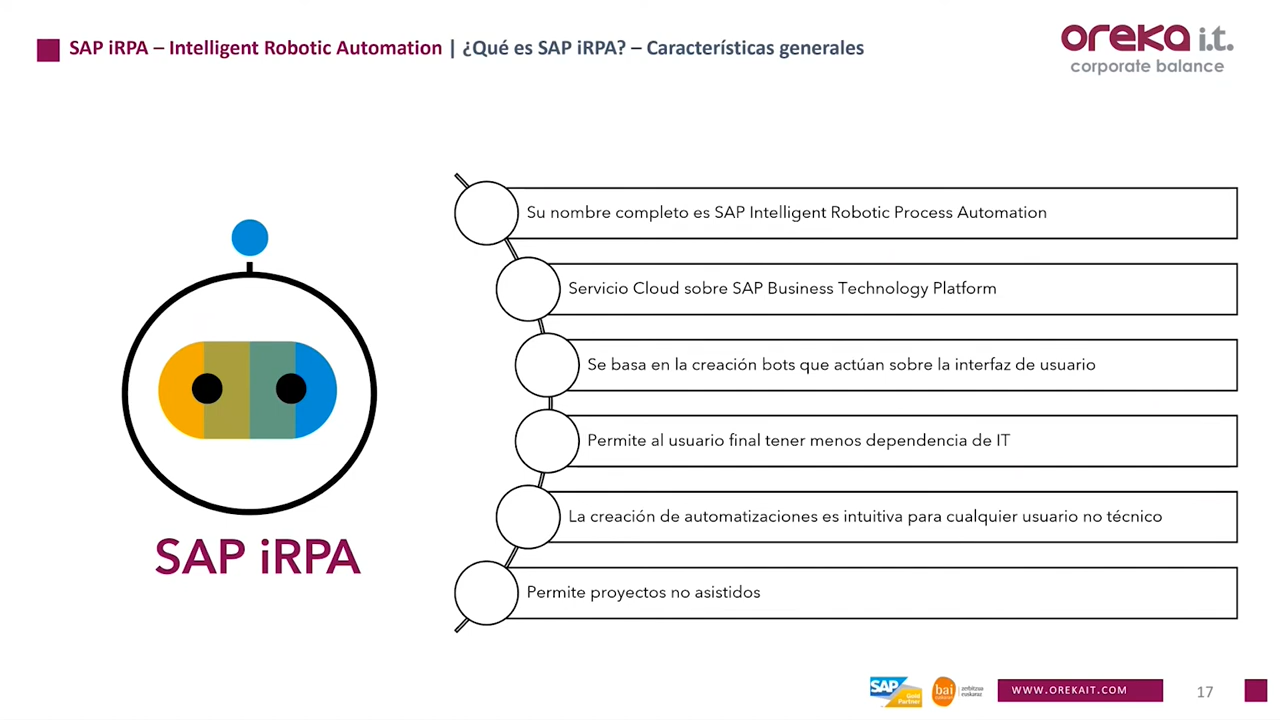 SAP iRPA – Intelligent Robotic Automation | ¿Qué es SAP iRPA? – Características generales
oreka i.t.
corporate balance
Su nombre completo es SAP Intelligent Robotic Process Automation
Servicio Cloud sobre SAP Business Technology Platform
Se basa en la creación bots que actúan sobre la interfaz de usuario
Permite al usuario final tener menos dependencia de IT
La creación de automatizaciones es intuitiva para cualquier usuario no técnico
Permite proyectos no asistidos
SAP iRPA
SAP
Gold
Partner
bai
euskarari
zerbitzua
euskaraz
WWW.OREKAIT.COM
17